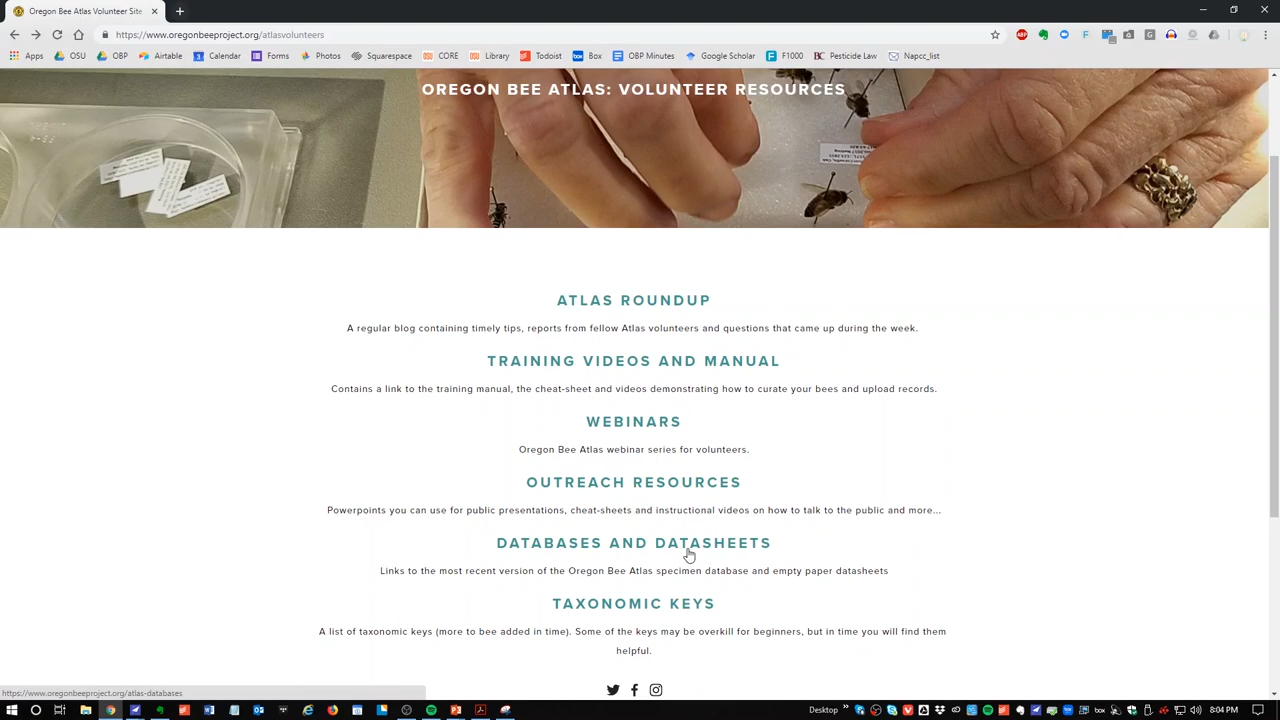 Oregon Bee Atlas Volunteer Site
https://www.oregonbeeproject.org/atlasvolunteers
Apps OSU OBP Airtable Calendar Forms Photos Squarespace CORE Library Todoist Box OBP Minutes Google Scholar F1000 Pesticide Law Napcc_list
OREGON BEE ATLAS: VOLUNTEER RESOURCES
ATLAS ROUNDUP
A regular blog containing timely tips, reports from fellow Atlas volunteers and questions that came up during the week.
TRAINING VIDEOS AND MANUAL
Contains a link to the training manual, the cheat-sheet and videos demonstrating how to curate your bees and upload records.
WEBINARS
Oregon Bee Atlas webinar series for volunteers.
OUTREACH RESOURCES
Powerpoints you can use for public presentations, cheat-sheets and instructional videos on how to talk to the public and more...
DATABASES AND DATASHEETS
Links to the most recent version of the Oregon Bee Atlas specimen database and empty paper datasheets
TAXONOMIC KEYS
A list of taxonomic keys (more to bee added in time). Some of the keys may be overkill for beginners, but in time you will find them
helpful.
https://www.oregonbeeproject.org/atlas-databases
Desktop 8:04 PM